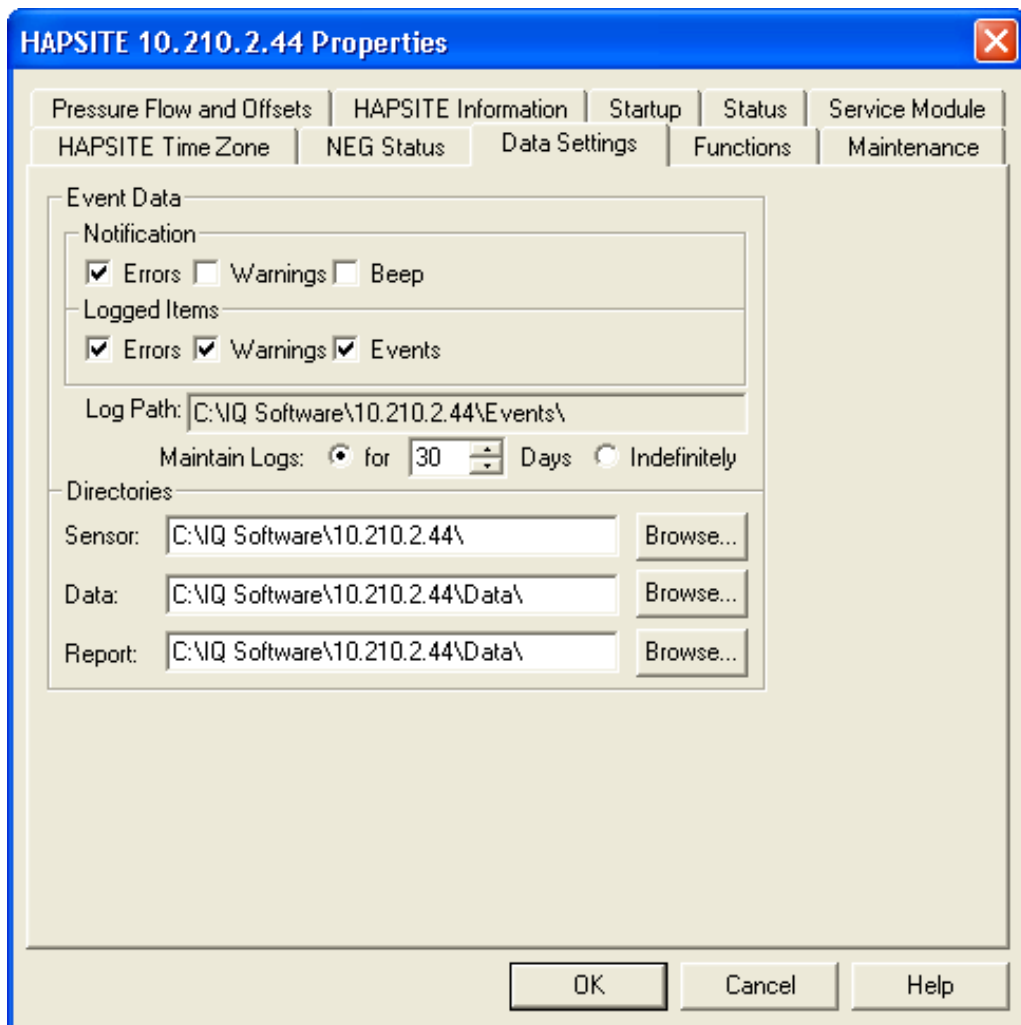 HAPSITE 10.210.2.44 Properties
Pressure Flow and Offsets HAPSITE Information Startup Status Service Module
HAPSITE Time Zone NEG Status Data Settings Functions Maintenance
Event Data
Notification
Errors Warnings Beep
Logged Items
Errors Warnings Events
Log Path: C:\IQ Software\10.210.2.44\Events\
Maintain Logs: for 30 Days Indefinitely
Directories
Sensor: C:\IQ Software\10.210.2.44\ Browse...
Data: C:\IQ Software\10.210.2.44\Data\ Browse...
Report: C:\IQ Software\10.210.2.44\Data\ Browse...
OK Cancel Help